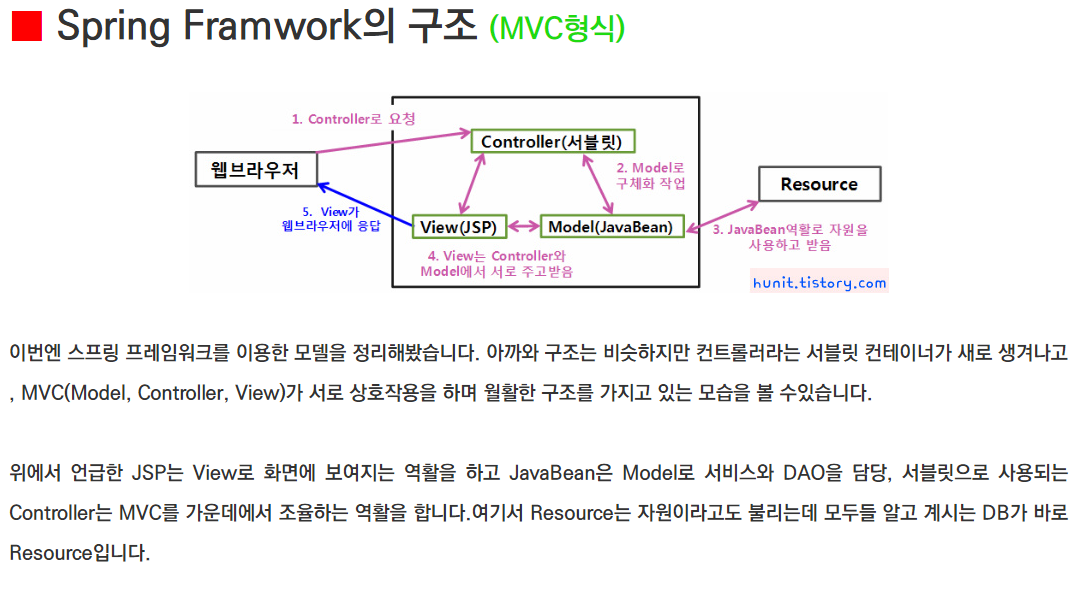 Spring Framwork의 구조 (MVC형식)
1. Controller로 요청
Controller(서블릿)
웹브라우저
2. Model로
구체화 작업
Resource
5. View가
웹브라우저에 응답
View(JSP)
Model(JavaBean)
3. JavaBean역활로 자원을
사용하고 받음
4. View는 Controller와
Model에서 서로 주고받음
hunit.tistory.com
이번엔 스프링 프레임워크를 이용한 모델을 정리해봤습니다. 아까와 구조는 비슷하지만 컨트롤러라는 서블릿 컨테이너가 새로 생겨나고
, MVC(Model, Controller, View)가 서로 상호작용을 하며 월활한 구조를 가지고 있는 모습을 볼 수있습니다.
위에서 언급한 JSP는 View로 화면에 보여지는 역활을 하고 JavaBean은 Model로 서비스와 DAO을 담당, 서블릿으로 사용되는
Controller는 MVC를 가운데에서 조율하는 역활을 합니다.여기서 Resource는 자원이라고도 불리는데 모두들 알고 계시는 DB가 바로
Resource입니다.